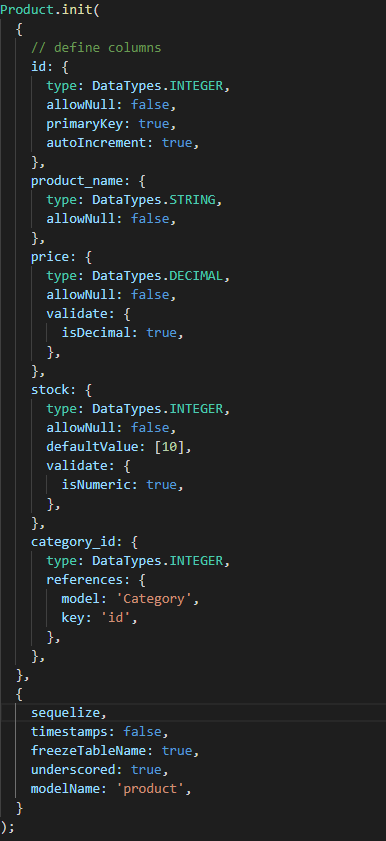 Product.init(
  {
    // define columns
    id: {
      type: DataTypes.INTEGER,
      allowNull: false,
      primaryKey: true,
      autoIncrement: true,
    },
    product_name: {
      type: DataTypes.STRING,
      allowNull: false,
    },
    price: {
      type: DataTypes.DECIMAL,
      allowNull: false,
      validate: {
        isDecimal: true,
      },
    },
    stock: {
      type: DataTypes.INTEGER,
      allowNull: false,
      defaultValue: [10],
      validate: {
        isNumeric: true,
      },
    },
    category_id: {
      type: DataTypes.INTEGER,
      references: {
        model: 'Category',
        key: 'id',
      },
    },
  },
  {
    sequelize,
    timestamps: false,
    freezeTableName: true,
    underscored: true,
    modelName: 'product',
  }
);